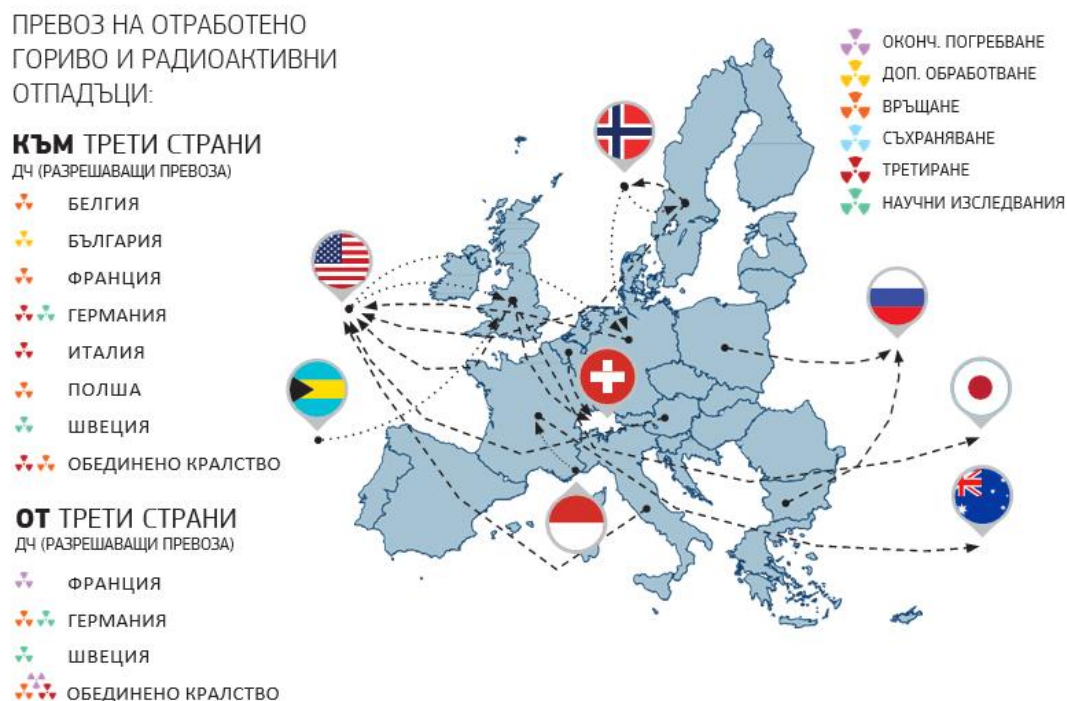 ПРЕВОЗ НА ОТРАБОТЕНО
ГОРИВО И РАДИОАКТИВНИ
ОТПАДЪЦИ:
КЪМ ТРЕТИ СТРАНИ
ДЧ (РАЗРЕШАВАЩИ ПРЕВОЗА)
БЕЛГИЯ
БЪЛГАРИЯ
ФРАНЦИЯ
ГЕРМАНИЯ
ИТАЛИЯ
ПОЛША
ШВЕЦИЯ
ОБЕДИНЕНО КРАЛСТВО
ОТ ТРЕТИ СТРАНИ
ДЧ (РАЗРЕШАВАЩИ ПРЕВОЗА)
ФРАНЦИЯ
ГЕРМАНИЯ
ШВЕЦИЯ
ОБЕДИНЕНО КРАЛСТВО
ОКОНЧ. ПОГРЕБВАНЕ
ДОП. ОБРАБОТВАНЕ
ВРЪЩАНЕ
СЪХРАНЯВАНЕ
ТРЕТИРАНЕ
НАУЧНИ ИЗСЛЕДВАНИЯ